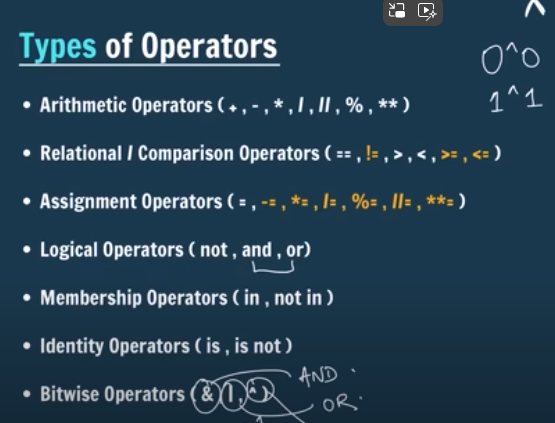 ^
Types of Operators
0^0
1^1
• Arithmetic Operators ( + , - , * , / , // , % , ** )
• Relational / Comparison Operators ( == , != , > , < , >= , <= )
• Assignment Operators ( = , -= , *= , /= , %= , //= , **= )
• Logical Operators ( not , and , or)
• Membership Operators ( in , not in )
• Identity Operators ( is , is not )
• Bitwise Operators ( & | , ^ )
AND
OR